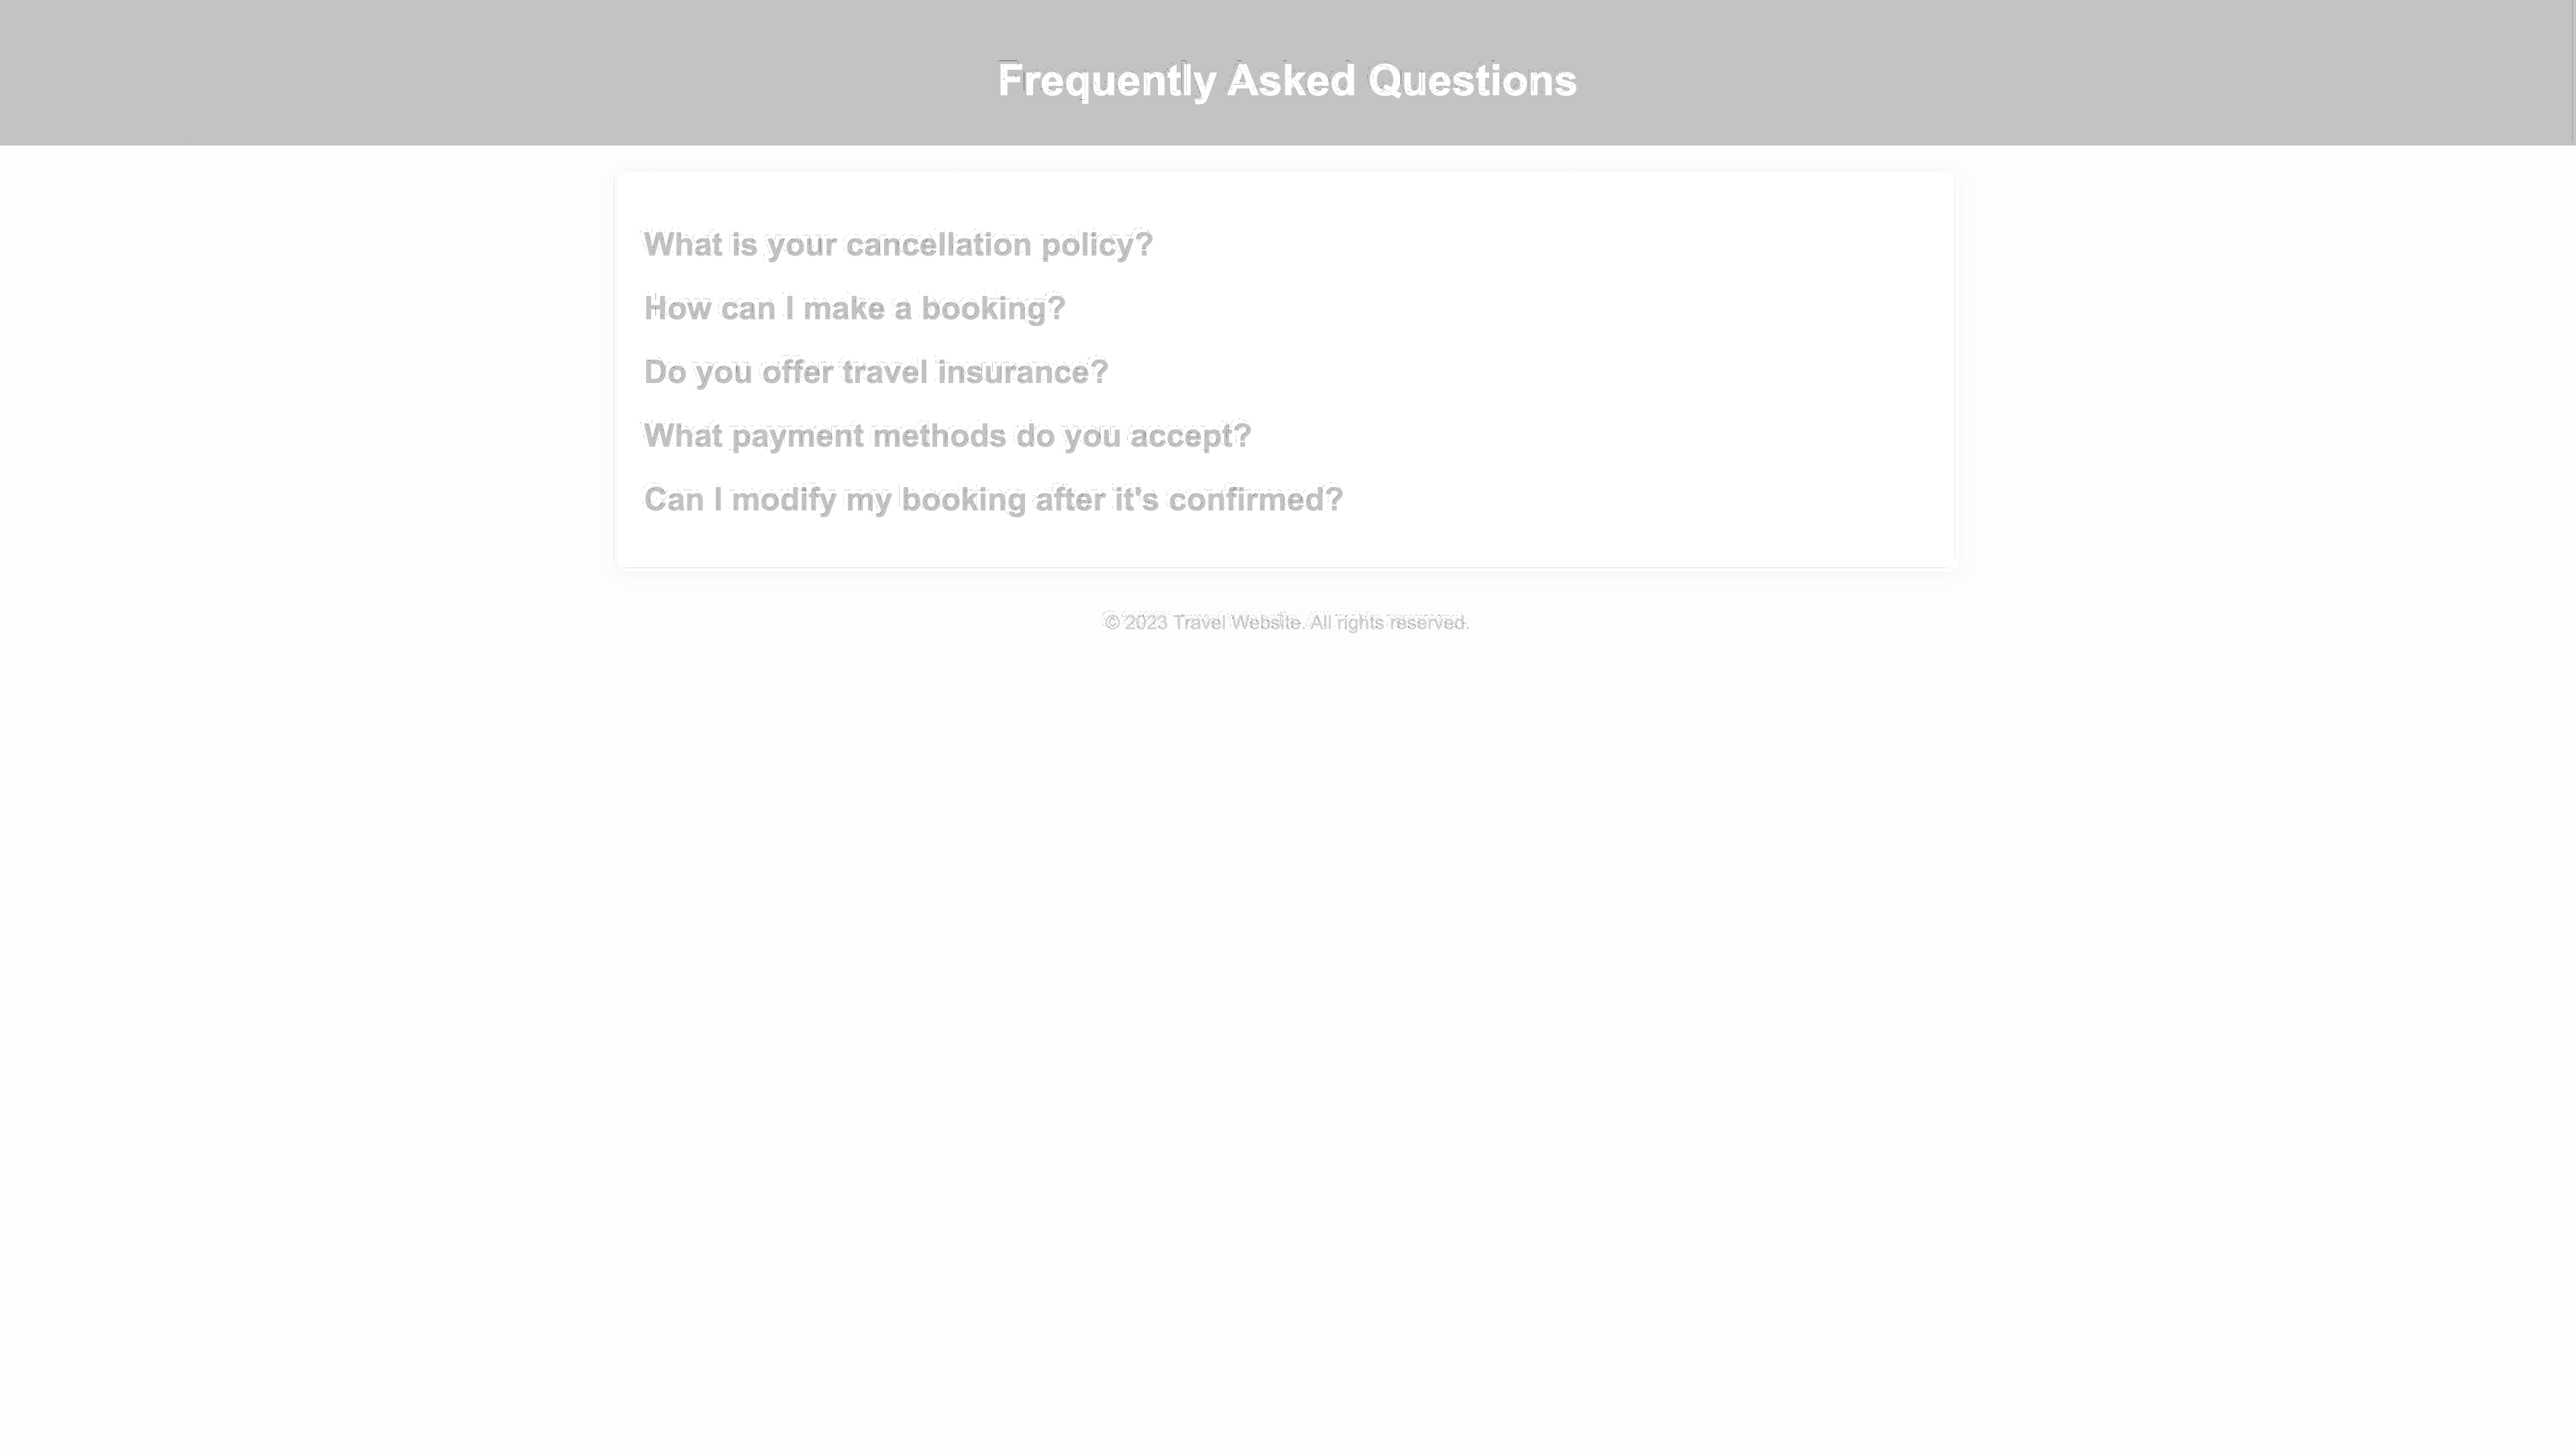 Frequently Asked Questions
What is your cancellation policy?
How can I make a booking?
Do you offer travel insurance?
What payment methods do you accept?
Can I modify my booking after it's confirmed?
© 2023 Travel Website. All rights reserved.